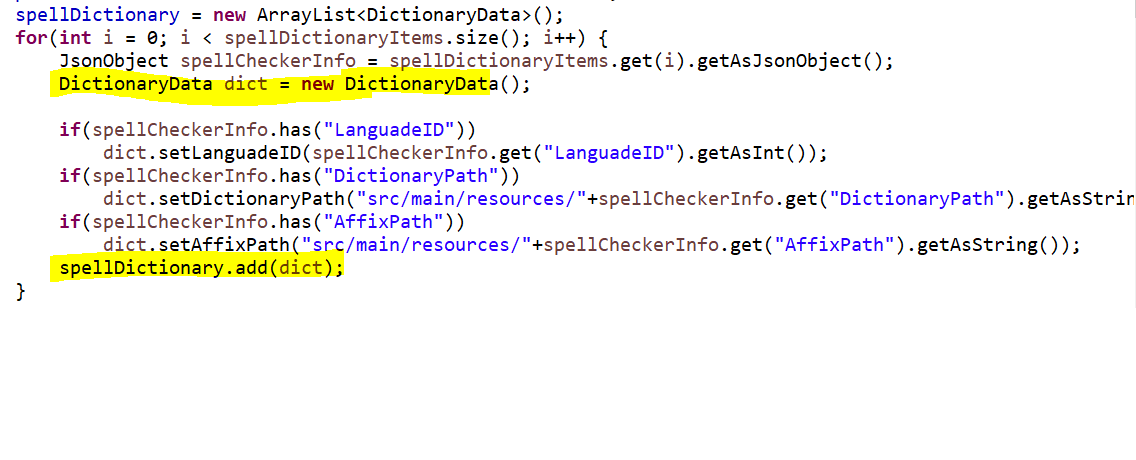 spellDictionary = new ArrayList<DictionaryData>();
for(int i = 0; i < spellDictionaryItems.size(); i++) {
    JsonObject spellCheckerInfo = spellDictionaryItems.get(i).getAsJsonObject();
    DictionaryData dict = new DictionaryData();
    if(spellCheckerInfo.has("LanguadeID"))
        dict.setLanguadeID(spellCheckerInfo.get("LanguadeID").getAsInt());
    if(spellCheckerInfo.has("DictionaryPath"))
        dict.setDictionaryPath("src/main/resources/"+spellCheckerInfo.get("DictionaryPath").getAsStrin
    if(spellCheckerInfo.has("AffixPath"))
        dict.setAffixPath("src/main/resources/"+spellCheckerInfo.get("AffixPath").getAsString());
    spellDictionary.add(dict);
}